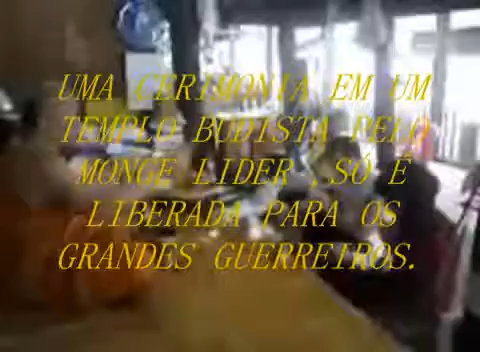 UMA CERIMONIA EM UM
TEMPLO BUDISTA PELO
MONGE LIDER ,SÓ É
LIBERADA PARA OS
GRANDES GUERREIROS.